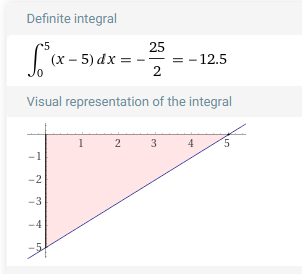 Definite integral
∫₀⁵ (x – 5) dx = – 25/2 = – 12.5
Visual representation of the integral
1 2 3 4 5
–1
–2
–3
–4
–5